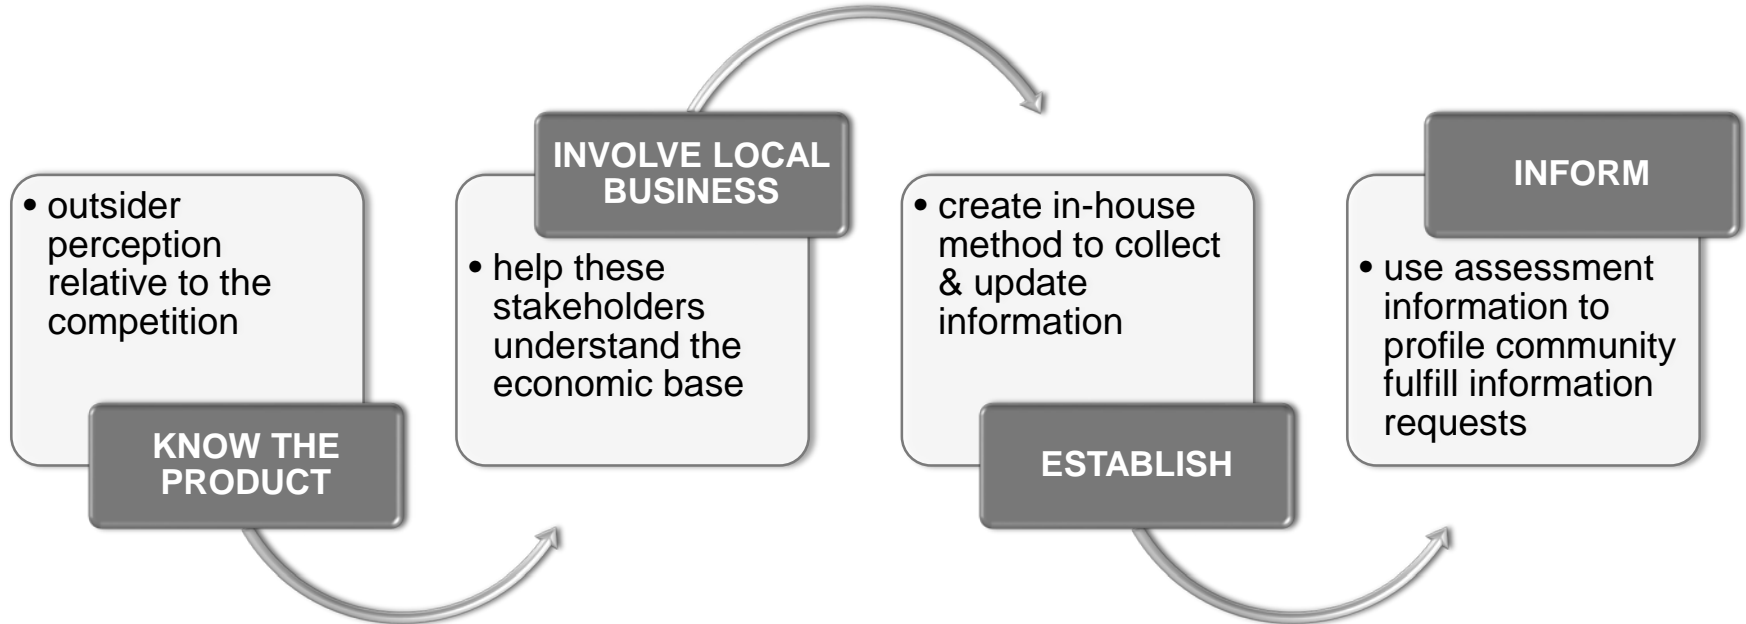 • outsider
perception
relative to the
competition
KNOW THE
PRODUCT
INVOLVE LOCAL
BUSINESS
• help these
stakeholders
understand the
economic base
• create in-house
method to collect
& update
information
ESTABLISH
INFORM
• use assessment
information to
profile community
fulfill information
requests